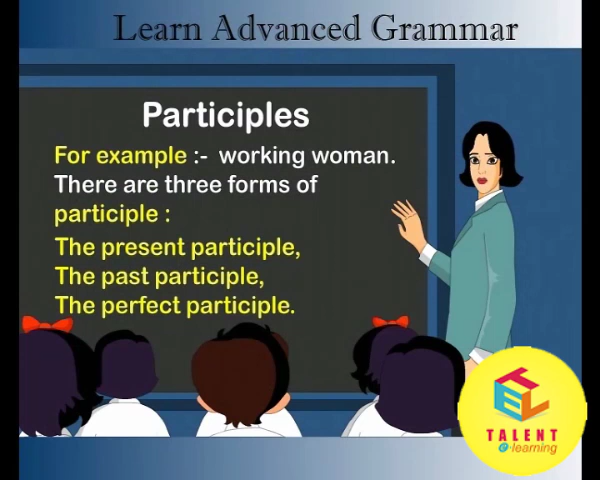 Learn Advanced Grammar
Participles
For example :- working woman.
There are three forms of
participle :
The present participle,
The past participle,
The perfect participle.
TEL
TALENT
e-learning